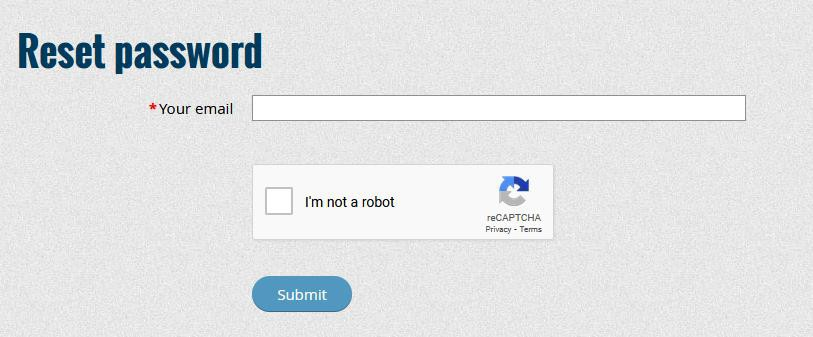 Reset password
*Your email
I'm not a robot
reCAPTCHA
Privacy - Terms
Submit